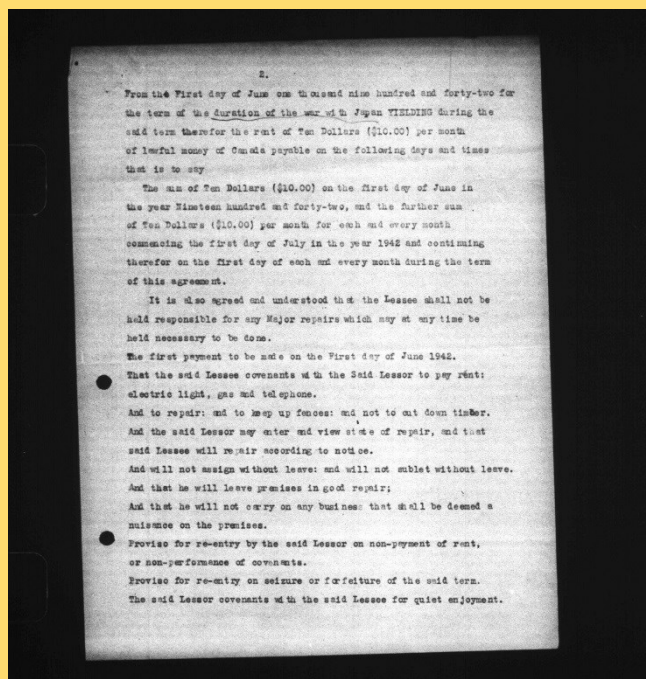 2.
From the First day of June one thousand nine hundred and forty-two for
the term of the duration of the war with Japan YIELDING during the
said term therefor the rent of Ten Dollars ($10.00) per month
of lawful money of Canada payable on the following days and times
that is to say
The sum of Ten Dollars ($10.00) on the first day of June in
the year Nineteen hundred and forty-two, and the further sum
of Ten Dollars ($10.00) per month for each and every month
commencing the first day of July in the year 1942 and continuing
therefor on the first day of each and every month during the term
of this agreement.
It is also agreed and understood that the Lessee shall not be
held responsible for any Major repairs which may at any time be
held necessary to be done.
The first payment to be made on the First day of June 1942.
That the said Lessee covenants with the Said Lessor to pay rent:
electric light, gas and telephone.
And to repair: and to keep up fences: and not to cut down timber.
And the said Lessor may enter and view state of repair, and that
said Lessee will repair according to notice.
And will not assign without leave: and will not sublet without leave.
And that he will leave premises in good repair;
And that he will not carry on any business that shall be deemed a
nuisance on the premises.
Proviso for re-entry by the said Lessor on non-payment of rent,
or non-performance of covenants.
Proviso for re-entry on seizure or forfeiture of the said term.
The said Lessor covenants with the said Lessee for quiet enjoyment.